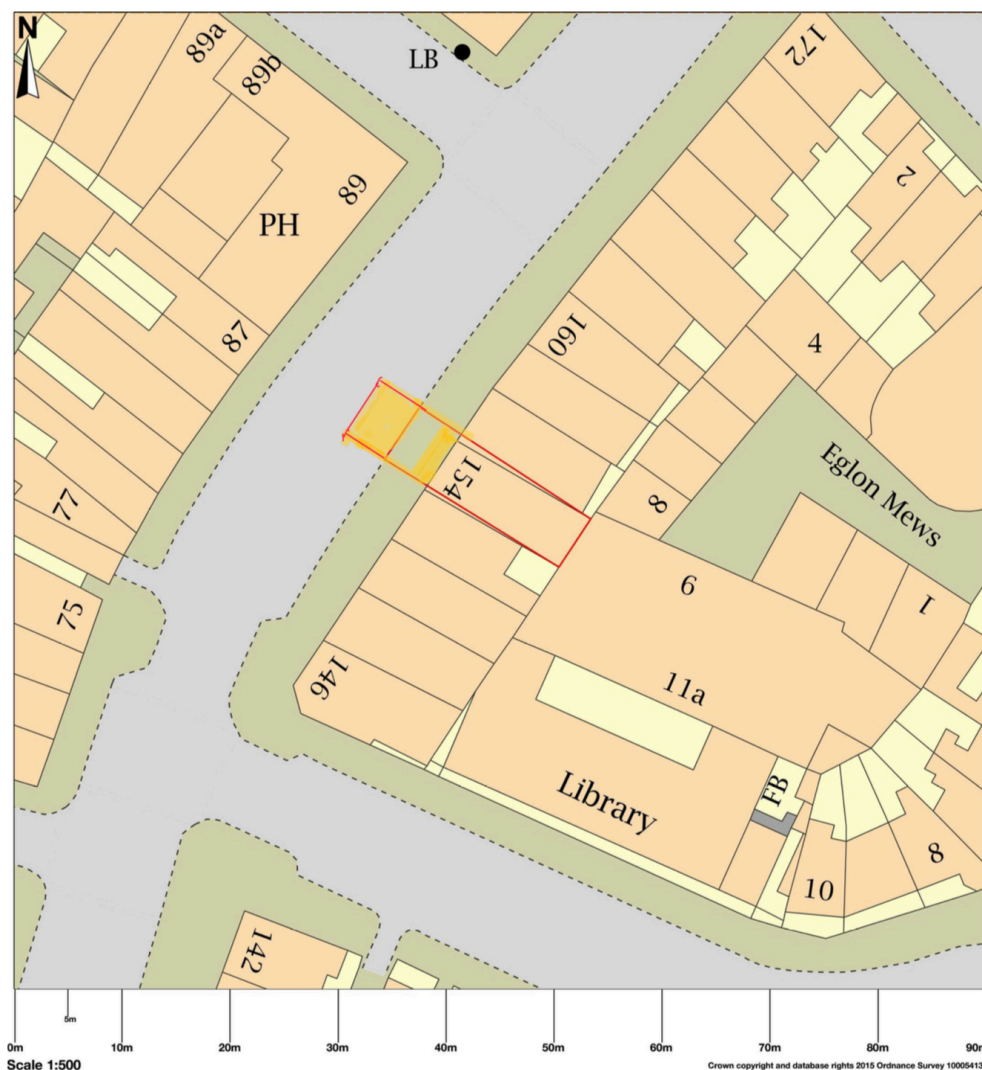 N
89a
89b
LB
172
89
PH
2
87
160
4
154
77
8
Eglon Mews
6
1
75
146
11a
Library
FB
8
10
142
5m
0m 10m 20m 30m 40m 50m 60m 70m 80m
Scale 1:500
Crown copyright and database rights 2015 Ordnance Survey 10005413